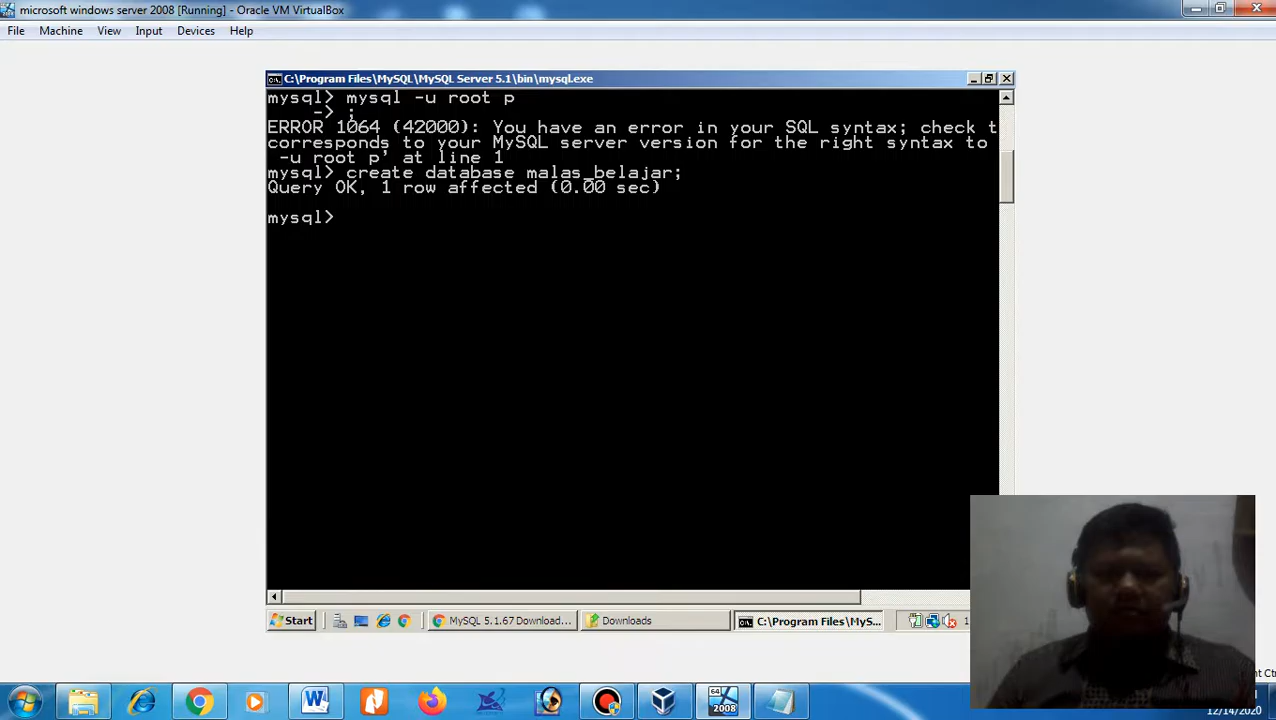 microsoft windows server 2008 [Running] - Oracle VM VirtualBox
File Machine View Input Devices Help
C:\Program Files\MySQL\MySQL Server 5.1\bin\mysql.exe
mysql> mysql -u root p
-> ;
ERROR 1064 (42000): You have an error in your SQL syntax; check t
corresponds to your MySQL server version for the right syntax to
-u root p' at line 1
mysql> create database malas_belajar;
Query OK, 1 row affected (0.00 sec)
mysql>
Start MySQL 5.1.67 Download... Downloads C:\Program Files\MyS...
64
2008
12/14/2020